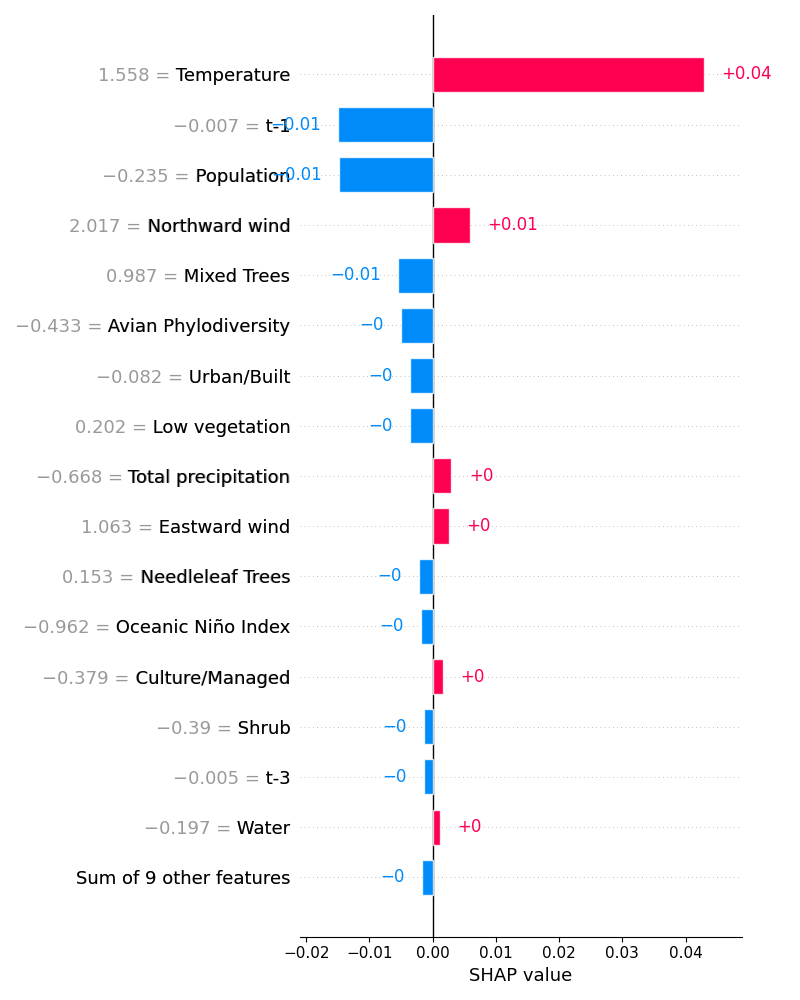 1.558 = Temperature +0.04
−0.007 = t-1 −0.01
−0.235 = Population −0.01
2.017 = Northward wind +0.01
0.987 = Mixed Trees −0.01
−0.433 = Avian Phylodiversity −0
−0.082 = Urban/Built −0
0.202 = Low vegetation −0
−0.668 = Total precipitation +0
1.063 = Eastward wind +0
0.153 = Needleleaf Trees −0
−0.962 = Oceanic Niño Index −0
−0.379 = Culture/Managed +0
−0.39 = Shrub −0
−0.005 = t-3 −0
−0.197 = Water +0
Sum of 9 other features −0
−0.02 −0.01 0.00 0.01 0.02 0.03 0.04
SHAP value